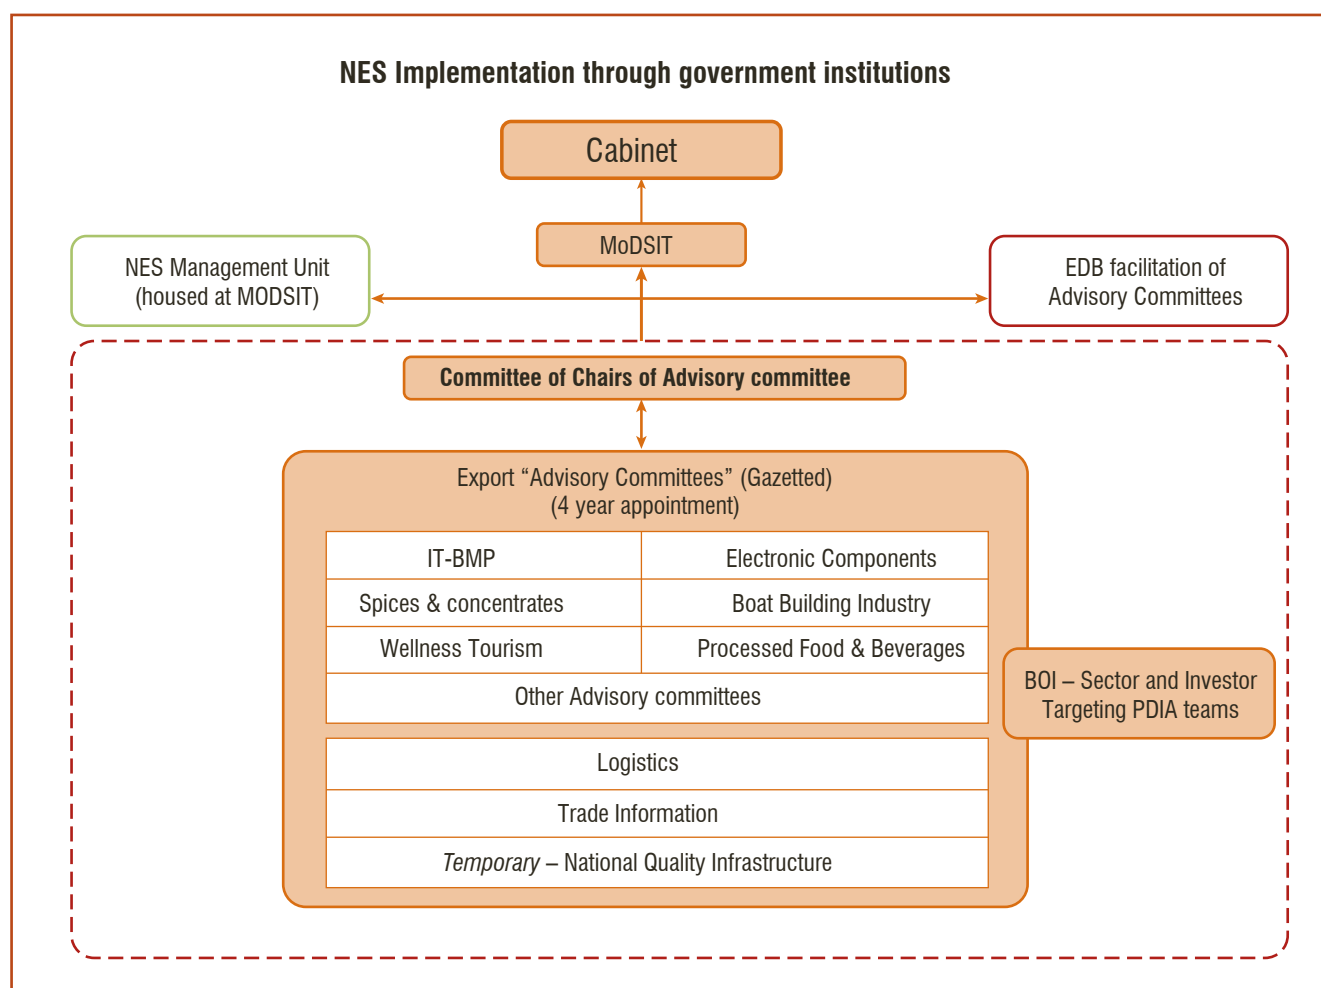 NES Implementation through government institutions
Cabinet
MoDSIT
NES Management Unit
(housed at MODSIT)
EDB facilitation of
Advisory Committees
Committee of Chairs of Advisory committee
Export “Advisory Committees” (Gazetted)
(4 year appointment)
IT-BMP
Electronic Components
Spices & concentrates
Boat Building Industry
Wellness Tourism
Processed Food & Beverages
Other Advisory committees
BOI – Sector and Investor
Targeting PDIA teams
Logistics
Trade Information
Temporary – National Quality Infrastructure